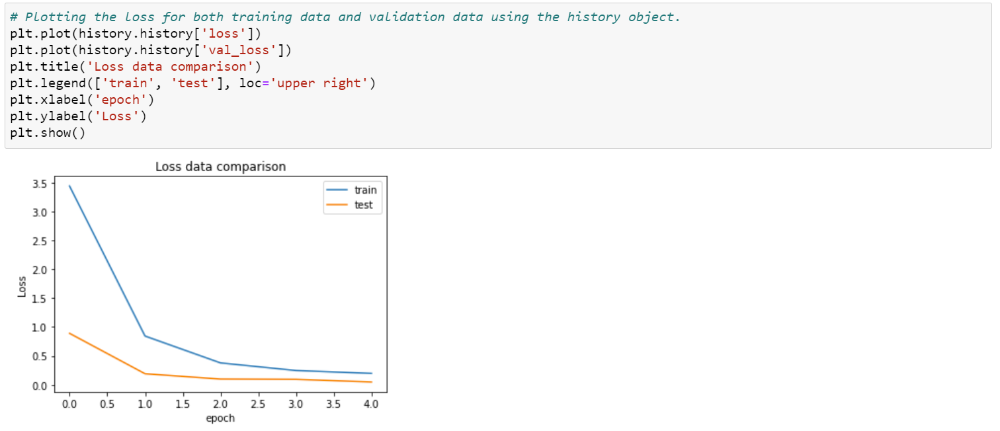 # Plotting the loss for both training data and validation data using the history object.
plt.plot(history.history['loss'])
plt.plot(history.history['val_loss'])
plt.title('Loss data comparison')
plt.legend(['train', 'test'], loc='upper right')
plt.xlabel('epoch')
plt.ylabel('Loss')
plt.show()
Loss data comparison
train
test
3.5
3.0
2.5
2.0
1.5
1.0
0.5
0.0
Loss
0.0 0.5 1.0 1.5 2.0 2.5 3.0 3.5 4.0
epoch